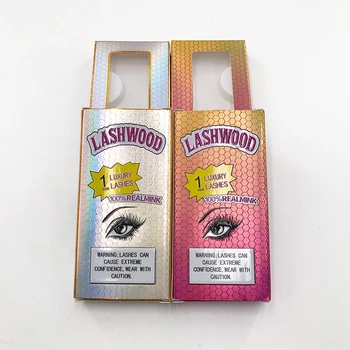 LASHWOOD
1 LUXURY
LASHES
100%REALMINK
WARNING;LASHES CAN
CAUSE EXTREME
CONFIDENCE, WEAR WITH
CAUTION.
LASHWOOD
1 LUXURY
LASHES
100%REALMINK
WARNING;LASHES CAN
CAUSE EXTREME
CONFIDENCE, WEAR WITH
CAUTION.